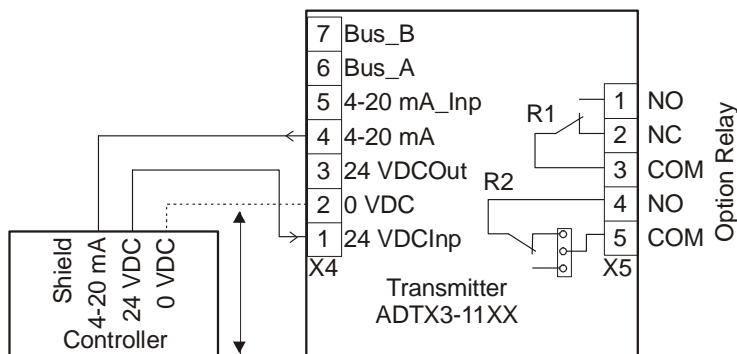 7 Bus_B
6 Bus_A
5 4-20 mA_Inp
4 4-20 mA
3 24 VDCOut
2 0 VDC
1 24 VDCInp
X4
R1
R2
1 NO
2 NC
3 COM
4 NO
5 COM
X5
Option Relay
Transmitter
ADTX3-11XX
Shield
4-20 mA
24 VDC
0 VDC
Controller